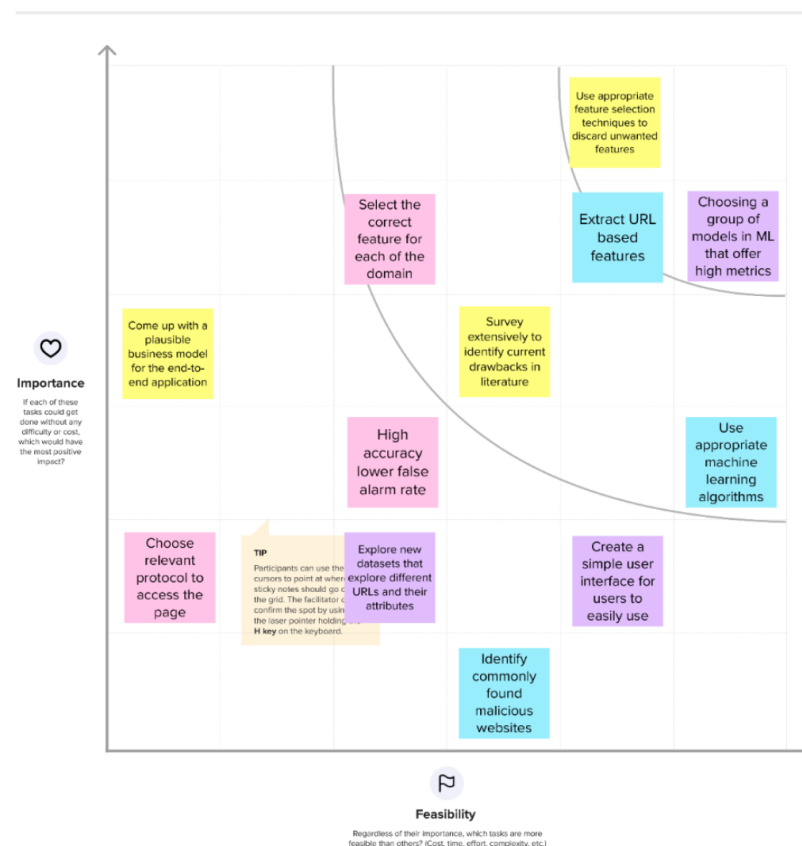 Use appropriate
feature selection
techniques to
discard unwanted
features
Select the
correct
feature for
each of the
domain
Extract URL
based
features
Choosing a
group of
models in ML
that offer
high metrics
Come up with a
plausible
business model
for the end-to-
end application
Survey
extensively to
identify current
drawbacks in
literature
Importance
If each of these
tasks could get
done without any
difficulty or cost,
which would have
the most positive
impact?
High
accuracy
lower false
alarm rate
Use
appropriate
machine
learning
algorithms
Choose
relevant
protocol to
access the
page
TIP
Participants can use the
cursors to point at where
sticky notes should go
the grid. The facilitator
confirm the spot by using
the laser pointer holding
H key on the keyboard.
Explore new
datasets that
explore different
URLs and their
attributes
Create a
simple user
interface for
users to
easily use
Identify
commonly
found
malicious
websites
Feasibility
Regardless of their importance, which tasks are more
feasible than others? (Cost, time, effort, complexity, etc.)